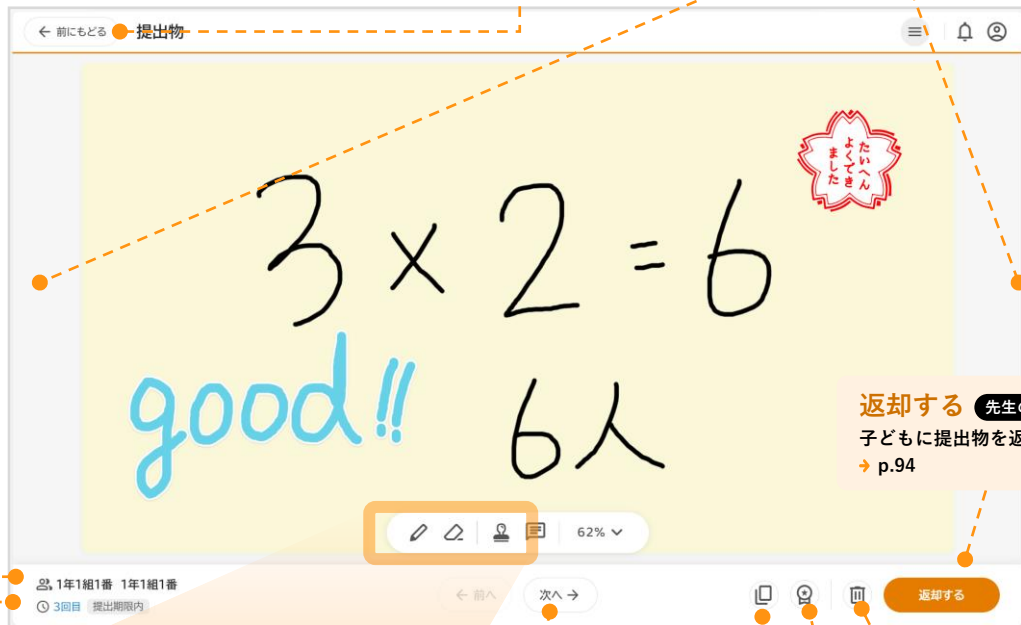 前にもどる 提出物
たいへん
よくでき
ました
3×2=6
good!!
6人
返却する 先生の
子どもに提出物を返
p.94
62%
1年1組1番 1年1組1番
3回目 提出期限内
前へ 次へ
返却する